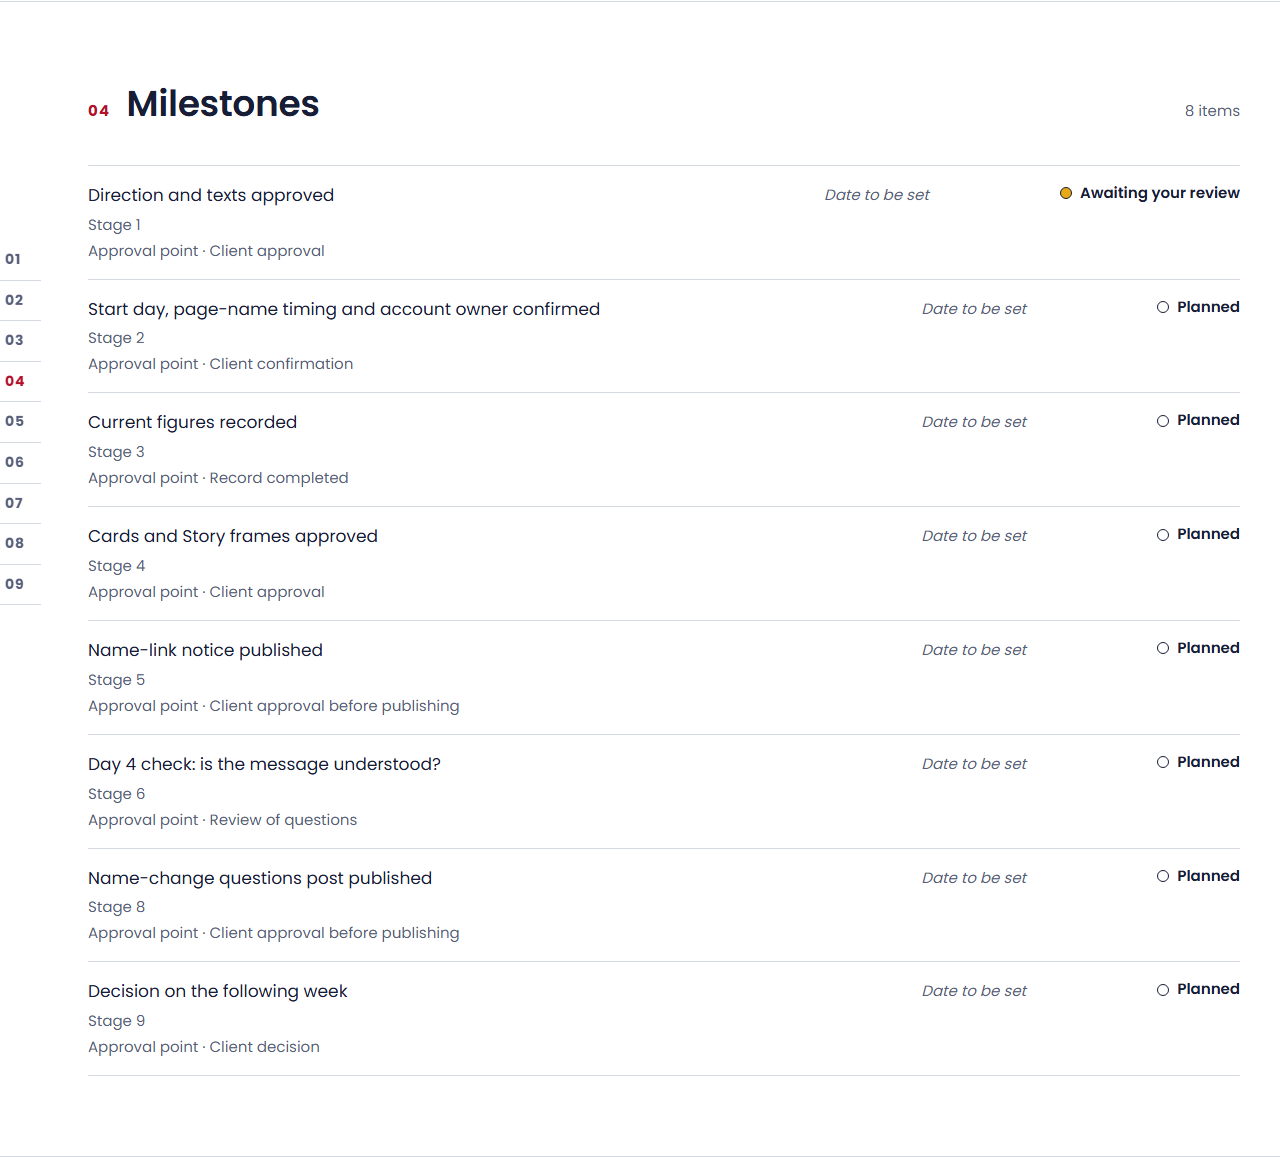 04 Milestones
8 items
Direction and texts approved
Date to be set
Awaiting your review
Stage 1
Approval point · Client approval
Start day, page-name timing and account owner confirmed
Date to be set
Planned
Stage 2
Approval point · Client confirmation
Current figures recorded
Date to be set
Planned
Stage 3
Approval point · Record completed
Cards and Story frames approved
Date to be set
Planned
Stage 4
Approval point · Client approval
Name-link notice published
Date to be set
Planned
Stage 5
Approval point · Client approval before publishing
Day 4 check: is the message understood?
Date to be set
Planned
Stage 6
Approval point · Review of questions
Name-change questions post published
Date to be set
Planned
Stage 8
Approval point · Client approval before publishing
Decision on the following week
Date to be set
Planned
Stage 9
Approval point · Client decision
01
02
03
04
05
06
07
08
09